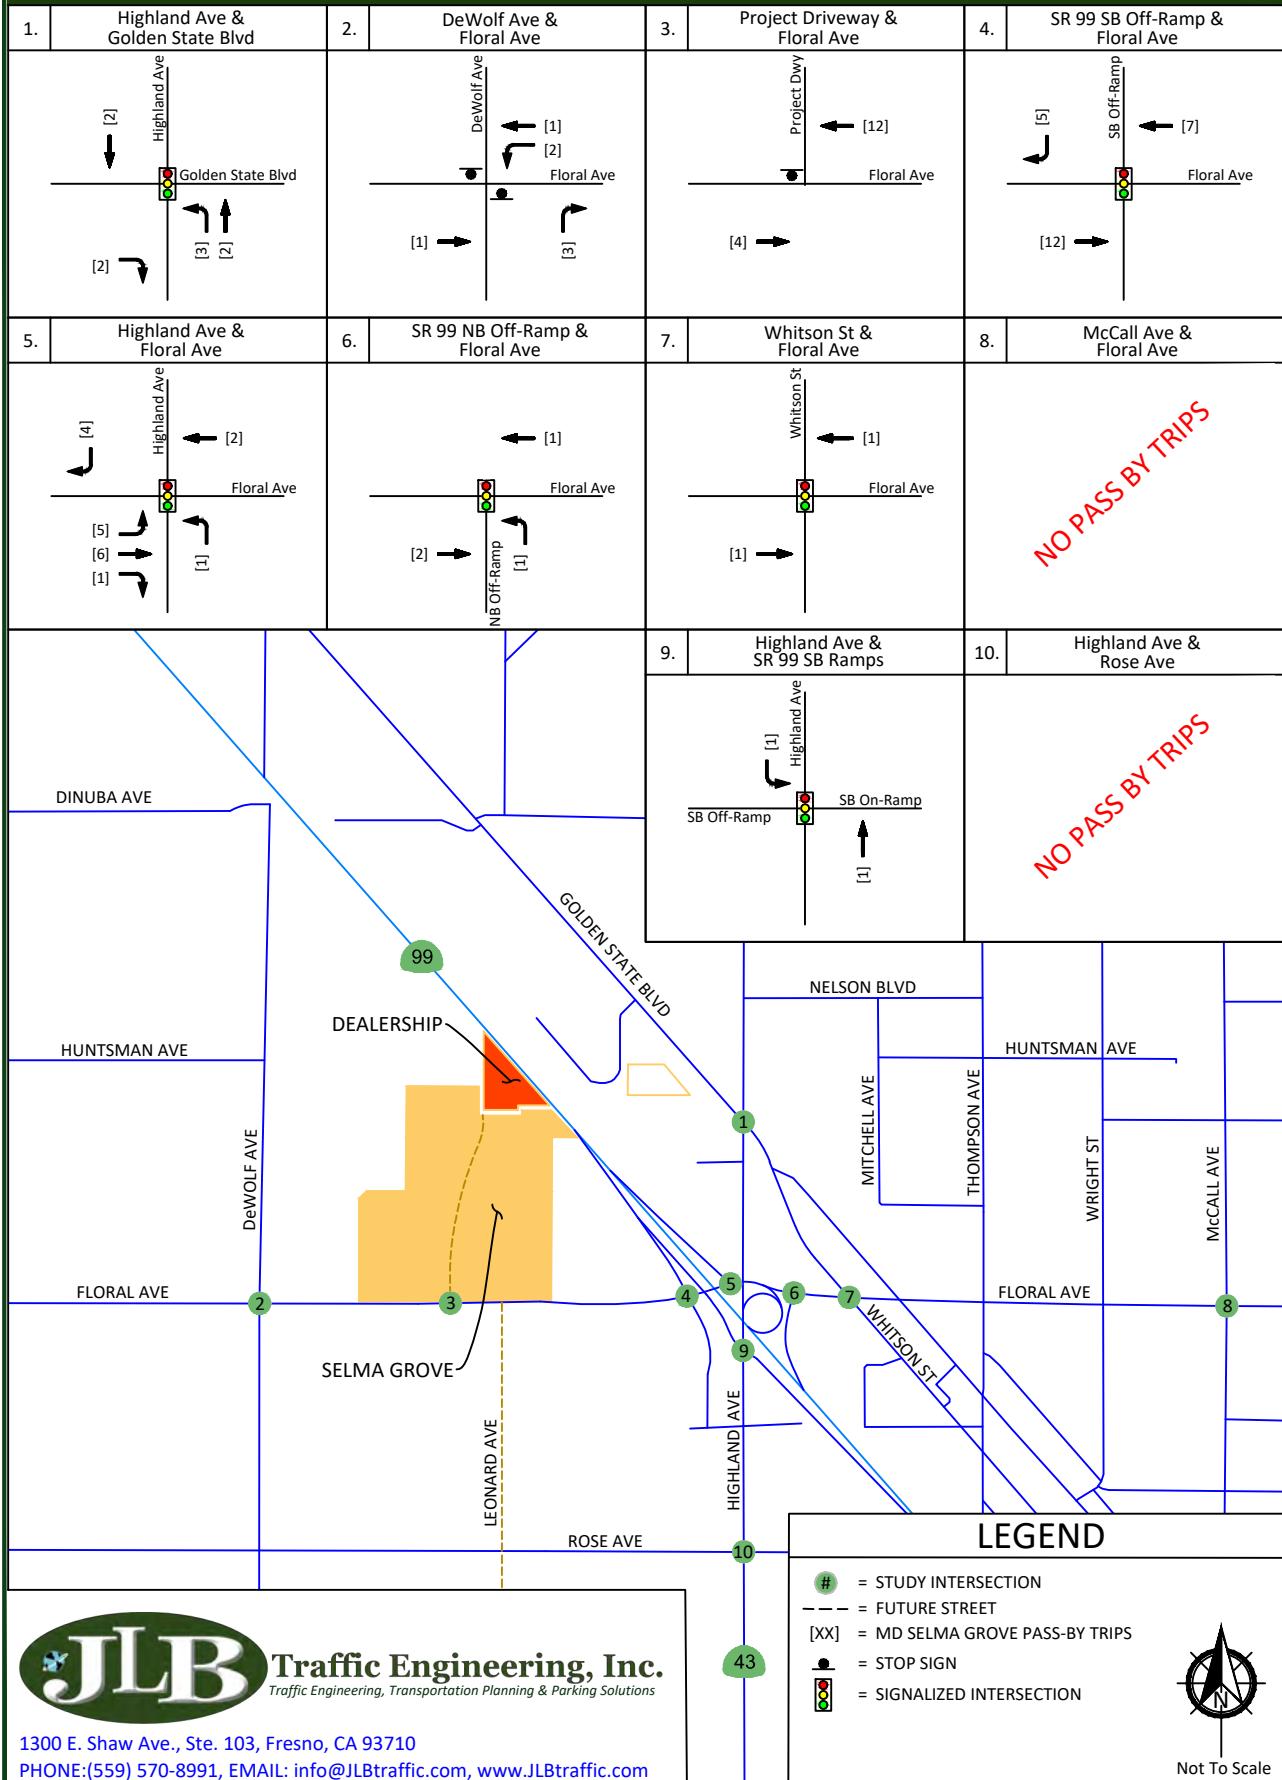 1.
Highland Ave &
Golden State Blvd
[2]
Highland Ave
Golden State Blvd
[3]
[2]
[2]
2.
DeWolf Ave &
Floral Ave
DeWolf Ave
[1]
[2]
Floral Ave
[1]
[3]
3.
Project Driveway &
Floral Ave
Project Dwy
[12]
Floral Ave
[4]
4.
SR 99 SB Off-Ramp &
Floral Ave
[5]
SB Off-Ramp
[7]
Floral Ave
[12]
5.
Highland Ave &
Floral Ave
[4]
Highland Ave
[2]
Floral Ave
[5]
[6]
[1]
[1]
6.
SR 99 NB Off-Ramp &
Floral Ave
[1]
Floral Ave
[2]
NB Off-Ramp
[1]
7.
Whitson St &
Floral Ave
Whitson St
[1]
Floral Ave
[1]
8.
McCall Ave &
Floral Ave
NO PASS BY TRIPS
9.
Highland Ave &
SR 99 SB Ramps
[1]
Highland Ave
SB On-Ramp
SB Off-Ramp
[1]
10.
Highland Ave &
Rose Ave
NO PASS BY TRIPS
DINUBA AVE
GOLDEN STATE BLVD
99
NELSON BLVD
DEALERSHIP
HUNTSMAN AVE
HUNTSMAN AVE
MITCHELL AVE
THOMPSON AVE
WRIGHT ST
McCALL AVE
DeWOLF AVE
1
FLORAL AVE
2
3
4
5
6
7
FLORAL AVE
8
WHITSON ST
9
SELMA GROVE
HIGHLAND AVE
LEONARD AVE
ROSE AVE
10
43
LEGEND
# = STUDY INTERSECTION
= FUTURE STREET
[XX] = MD SELMA GROVE PASS-BY TRIPS
= STOP SIGN
= SIGNALIZED INTERSECTION
N
Not To Scale
JLB
Traffic Engineering, Inc.
Traffic Engineering, Transportation Planning & Parking Solutions
1300 E. Shaw Ave., Ste. 103, Fresno, CA 93710
PHONE:(559) 570-8991, EMAIL: info@JLBtraffic.com, www.JLBtraffic.com